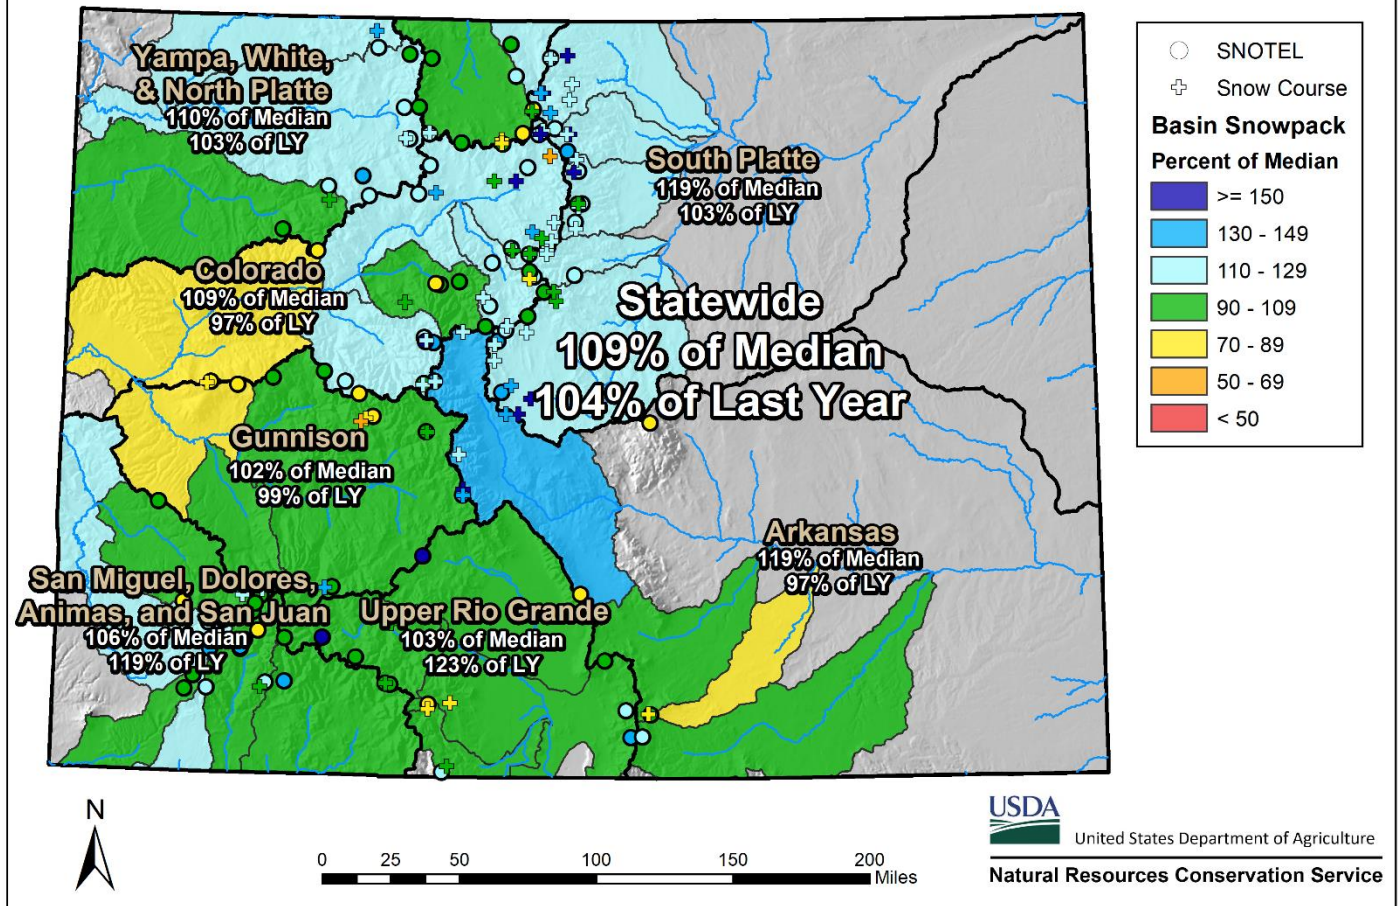 Yampa, White,
& North Platte
110% of Median
103% of LY
South Platte
119% of Median
103% of LY
Colorado
109% of Median
97% of LY
Statewide
109% of Median
104% of Last Year
Gunnison
102% of Median
99% of LY
Arkansas
119% of Median
97% of LY
San Miguel, Dolores,
Animas, and San Juan
106% of Median
119% of LY
Upper Rio Grande
103% of Median
123% of LY
SNOTEL
Snow Course
Basin Snowpack
Percent of Median
>= 150
130 - 149
110 - 129
90 - 109
70 - 89
50 - 69
< 50
N
0 25 50 100 150 200
Miles
USDA
United States Department of Agriculture
Natural Resources Conservation Service